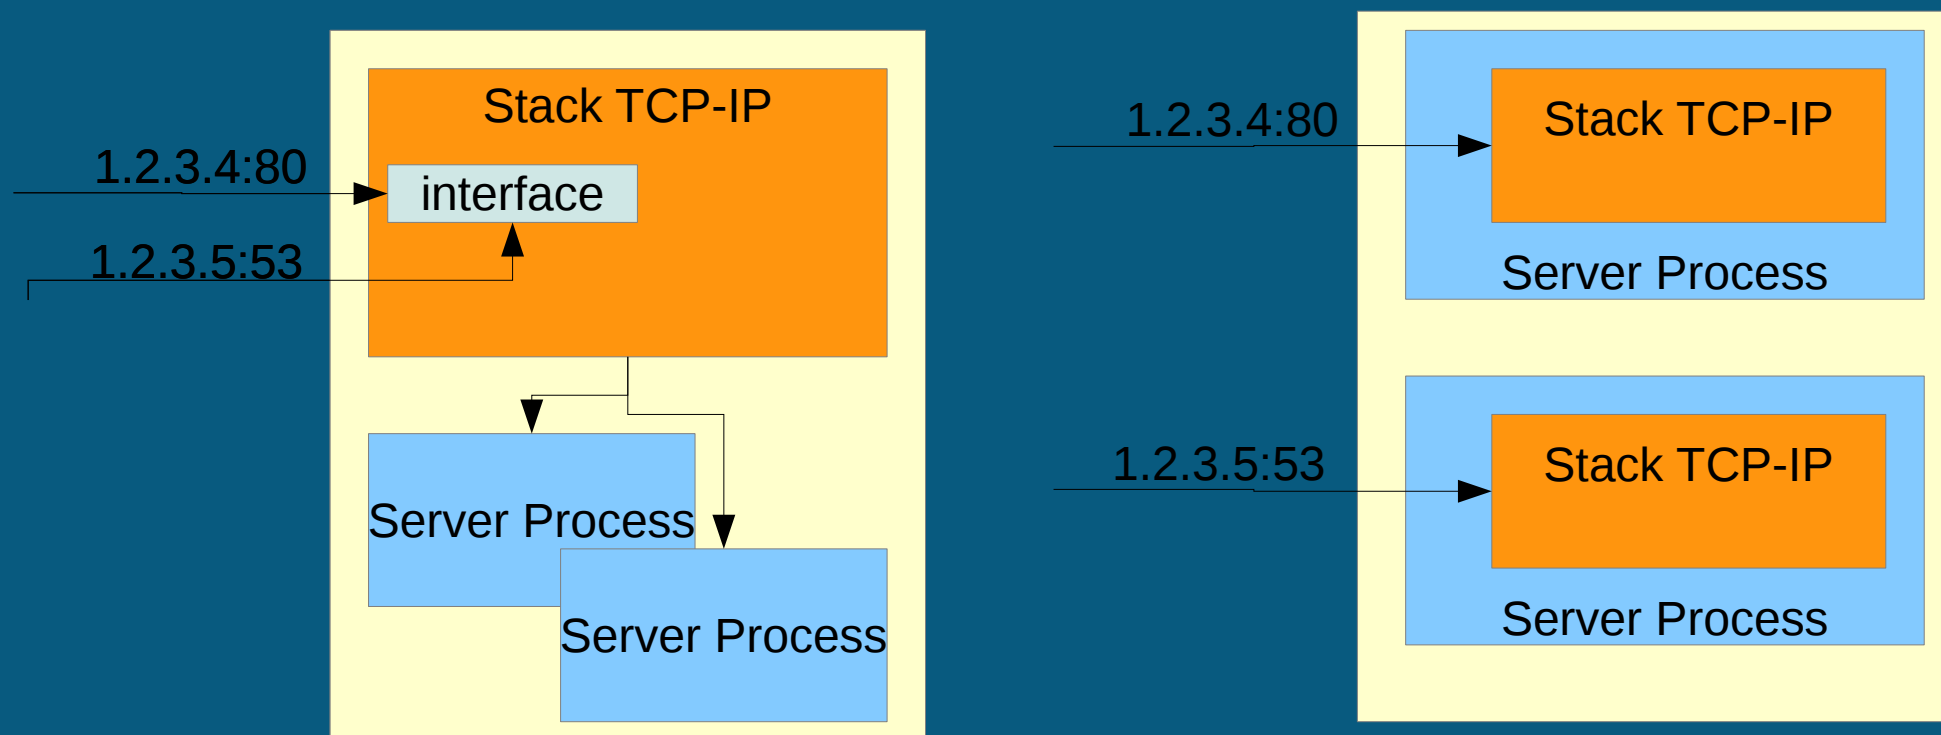 Stack TCP-IP
1.2.3.4:80
interface
1.2.3.5:53
Server Process
Server Process
1.2.3.4:80
Stack TCP-IP
Server Process
1.2.3.5:53
Stack TCP-IP
Server Process